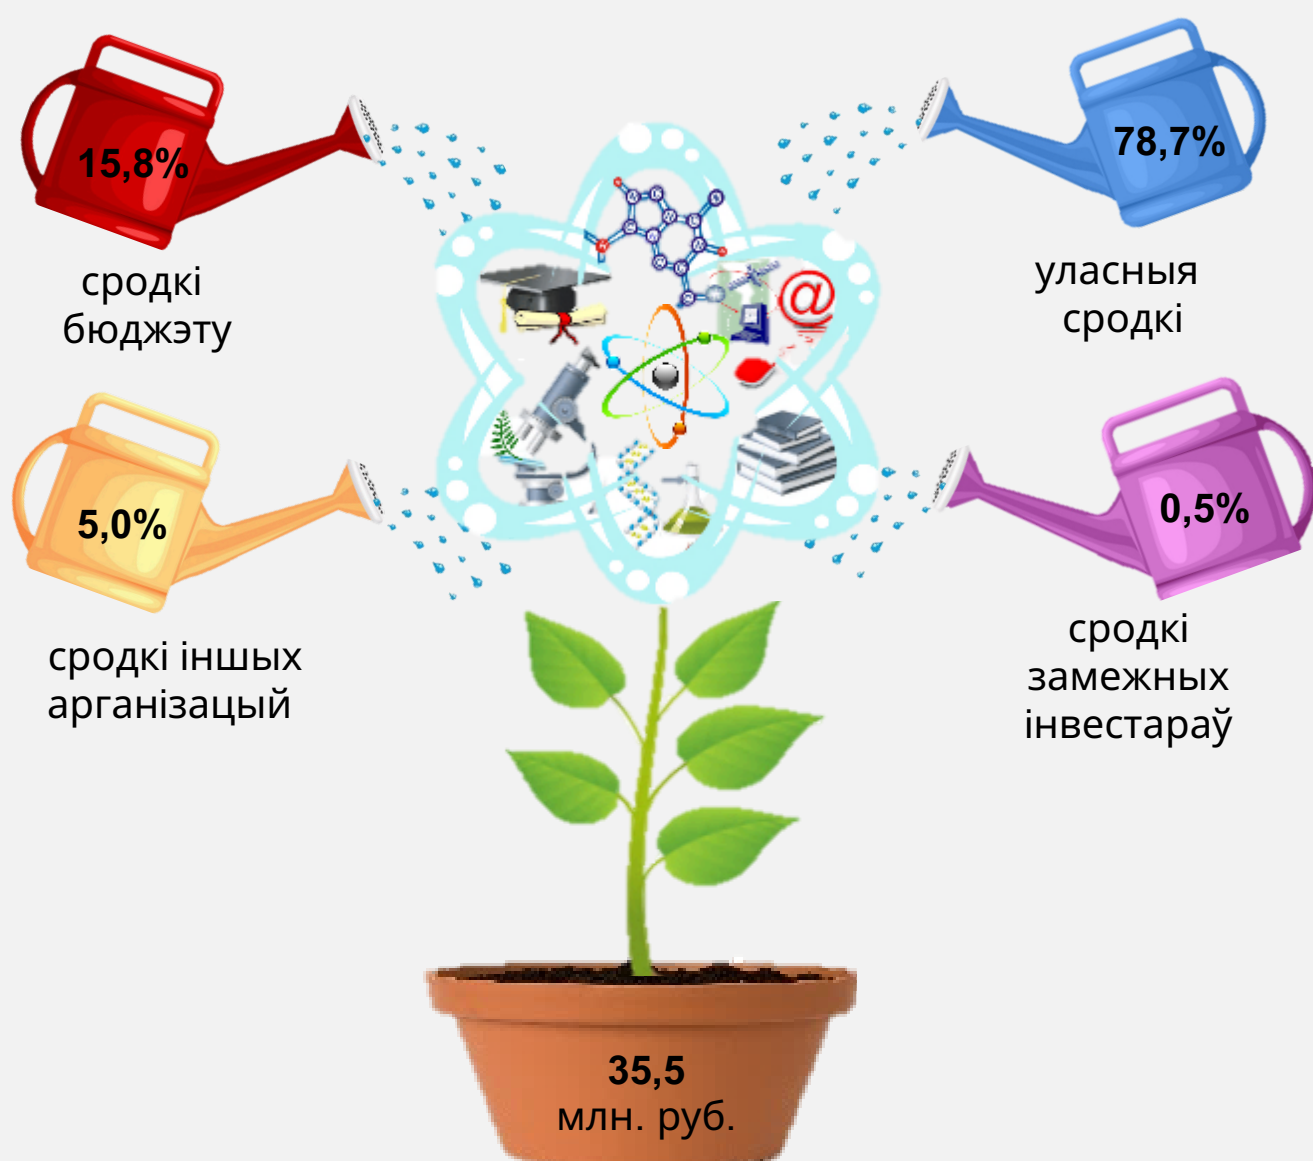 15,8%
сродкі
бюджэту
78,7%
уласныя
сродкі
5,0%
сродкі іншых
арганізацый
0,5%
сродкі
замежных
інвестараў
@
35,5
млн. руб.